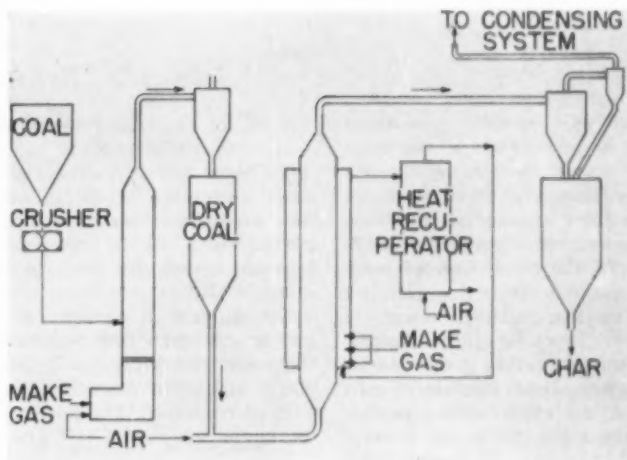 TO CONDENSING
SYSTEM
COAL
CRUSHER
DRY
COAL
HEAT
RECU-
PERATOR
AIR
MAKE
GAS
CHAR
MAKE
GAS
AIR